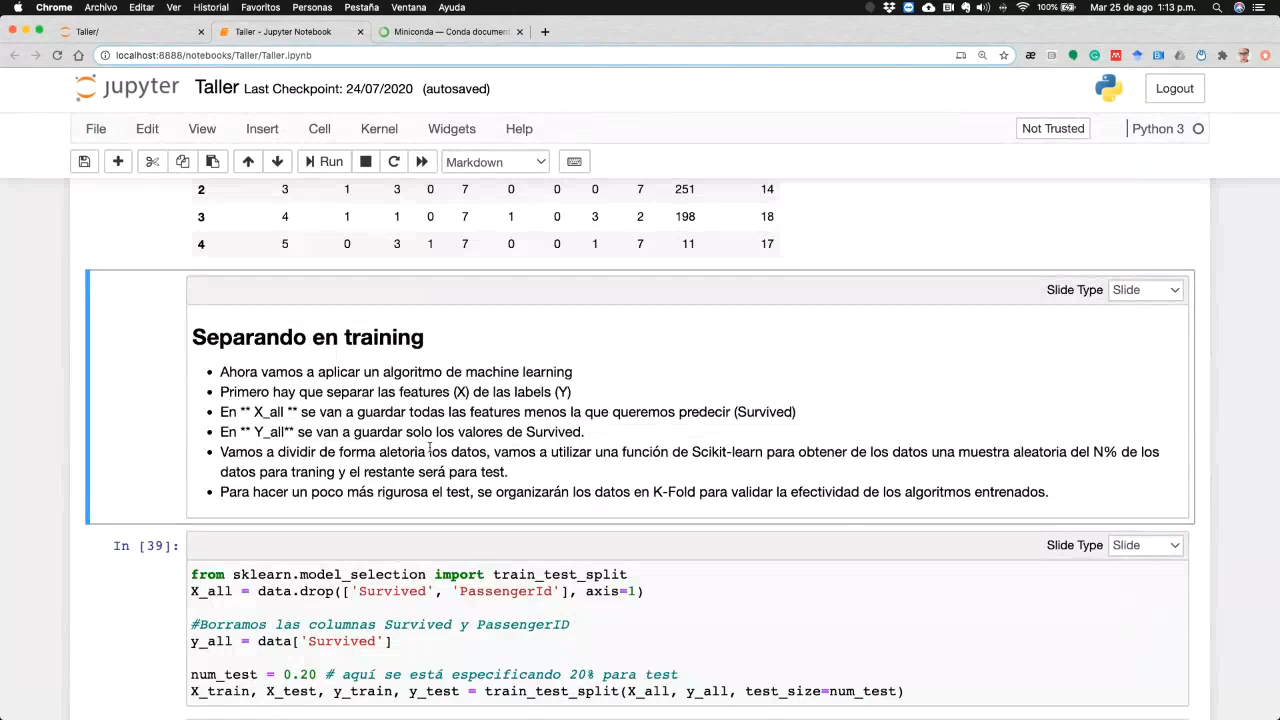 Chrome Archivo Editar Ver Historial Favoritos Personas Pestaña Ventana Ayuda 100% Mar 25 de ago 1:13 p.m.
Taller/ × Taller - Jupyter Notebook × Miniconda — Conda document × +
localhost:8888/notebooks/Taller/Taller.ipynb
jupyter Taller Last Checkpoint: 24/07/2020 (autosaved) Logout
File Edit View Insert Cell Kernel Widgets Help Not Trusted Python 3
Run Markdown
2 3 1 3 0 7 0 0 0 7 251 14
3 4 1 1 0 7 1 0 3 2 198 18
4 5 0 3 1 7 0 0 1 7 11 17
Slide Type Slide
Separando en training
• Ahora vamos a aplicar un algoritmo de machine learning
• Primero hay que separar las features (X) de las labels (Y)
• En ** X_all ** se van a guardar todas las features menos la que queremos predecir (Survived)
• En ** Y_all** se van a guardar solo los valores de Survived.
• Vamos a dividir de forma aletoria los datos, vamos a utilizar una función de Scikit-learn para obtener de los datos una muestra aleatoria del N% de los
datos para traning y el restante será para test.
• Para hacer un poco más rigurosa el test, se organizarán los datos en K-Fold para validar la efectividad de los algoritmos entrenados.
In [39]: Slide Type Slide
from sklearn.model_selection import train_test_split
X_all = data.drop(['Survived', 'PassengerId'], axis=1)
#Borramos las columnas Survived y PassengerID
y_all = data['Survived']
num_test = 0.20 # aquí se está especificando 20% para test
X_train, X_test, y_train, y_test = train_test_split(X_all, y_all, test_size=num_test)